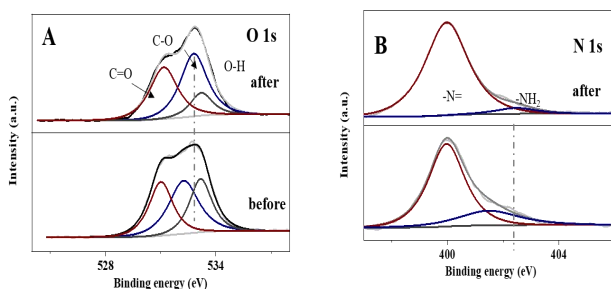 A
O 1s
C-O
O-H
C=O
after
before
Intensity (a.u.)
528
534
Binding energy (eV)
B
N 1s
-N=
-NH2
after
Intensity (a.u.)
400
404
Binding energy (eV)